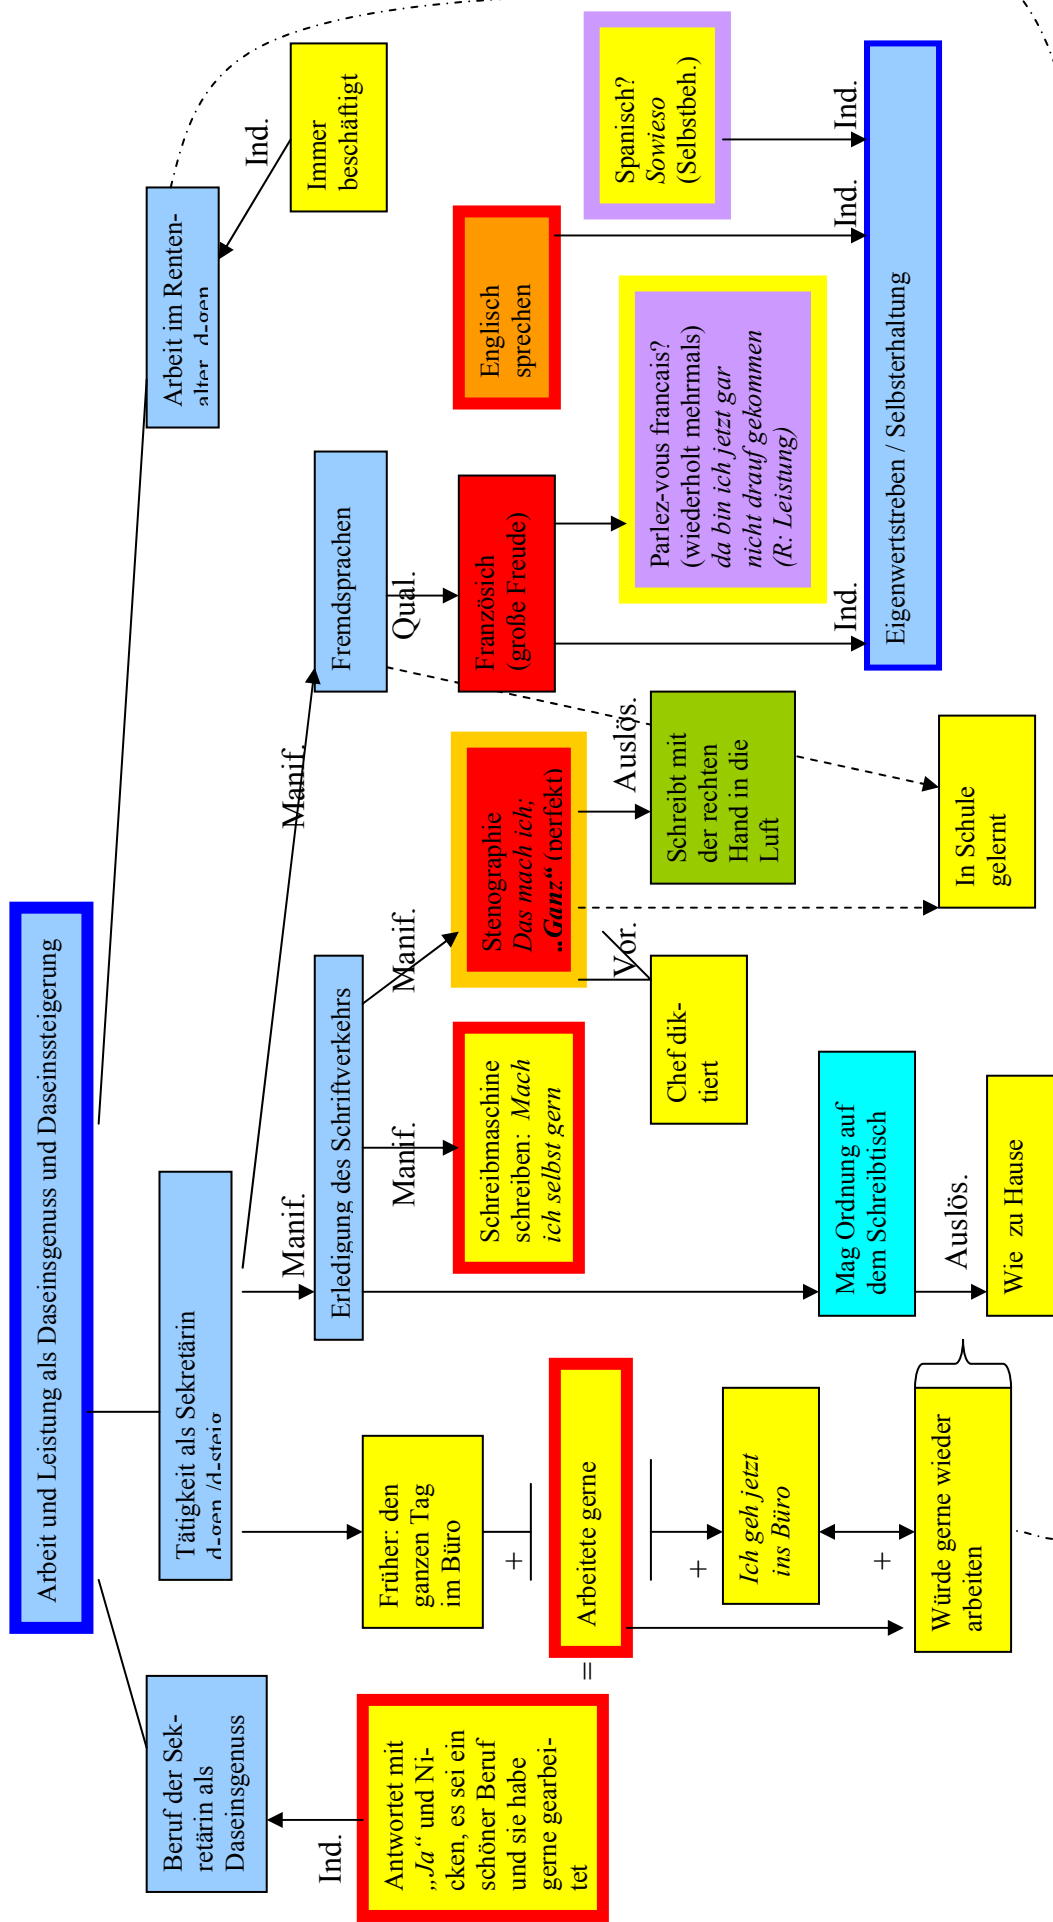 Arbeit und Leistung als Daseinsgenuss und Daseinssteigerung
Beruf der Sek-
retärin als
Daseinsgenuss
Ind.
Antwortet mit
„Ja“ und Ni-
cken, es sei ein
schöner Beruf
und sie habe
gerne gearbei-
tet
=
Tätigkeit als Sekretärin
d-gen /d-steig
Früher: den
ganzen Tag
im Büro
+
Arbeitete gerne
+
Ich geh jetzt
ins Büro
+
Würde gerne wieder
arbeiten
Manif.
Erledigung des Schriftverkehrs
Manif.
Schreibmaschine
schreiben: Mach
ich selbst gern
Manif.
Stenographie
Das mach ich;
„Ganz“ (perfekt)
Vor.
Chef dik-
tiert
Auslös.
Schreibt mit
der rechten
Hand in die
Luft
Mag Ordnung auf
dem Schreibtisch
Auslös.
Wie zu Hause
In Schule
gelernt
Manif.
Fremdsprachen
Qual.
Französich
(große Freude)
Parlez-vous francais?
(wiederholt mehrmals)
da bin ich jetzt gar
nicht drauf gekommen
(R: Leistung)
Ind.
Englisch
sprechen
Ind.
Spanisch?
Sowieso
(Selbstbeh.)
Ind.
Eigenwertstreben / Selbsterhaltung
Arbeit im Renten-
alter d-gen
Ind.
Immer
beschäftigt